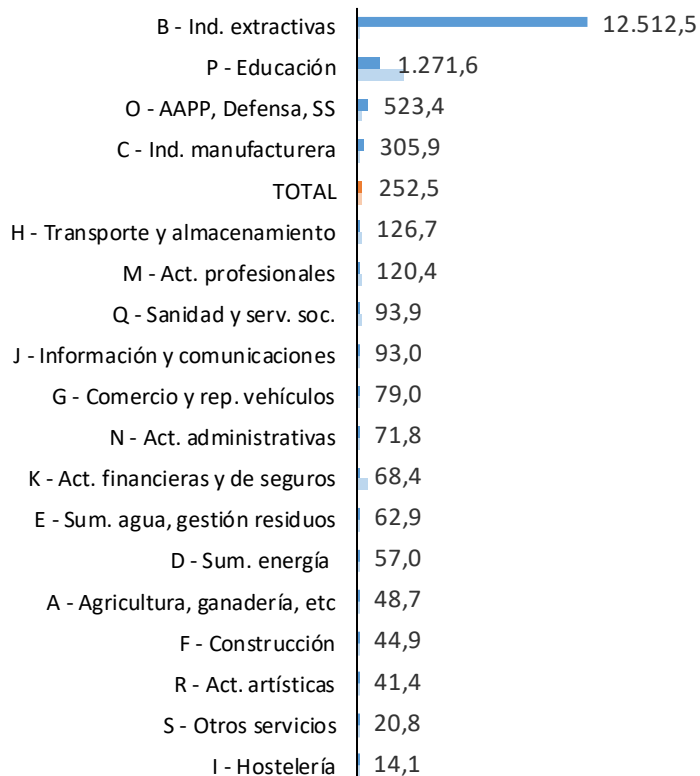 B - Ind. extractivas 12.512,5
P - Educación 1.271,6
O - AAPP, Defensa, SS 523,4
C - Ind. manufacturera 305,9
TOTAL 252,5
H - Transporte y almacenamiento 126,7
M - Act. profesionales 120,4
Q - Sanidad y serv. soc. 93,9
J - Información y comunicaciones 93,0
G - Comercio y rep. vehículos 79,0
N - Act. administrativas 71,8
K - Act. financieras y de seguros 68,4
E - Sum. agua, gestión residuos 62,9
D - Sum. energía 57,0
A - Agricultura, ganadería, etc 48,7
F - Construcción 44,9
R - Act. artísticas 41,4
S - Otros servicios 20,8
I - Hostelería 14,1